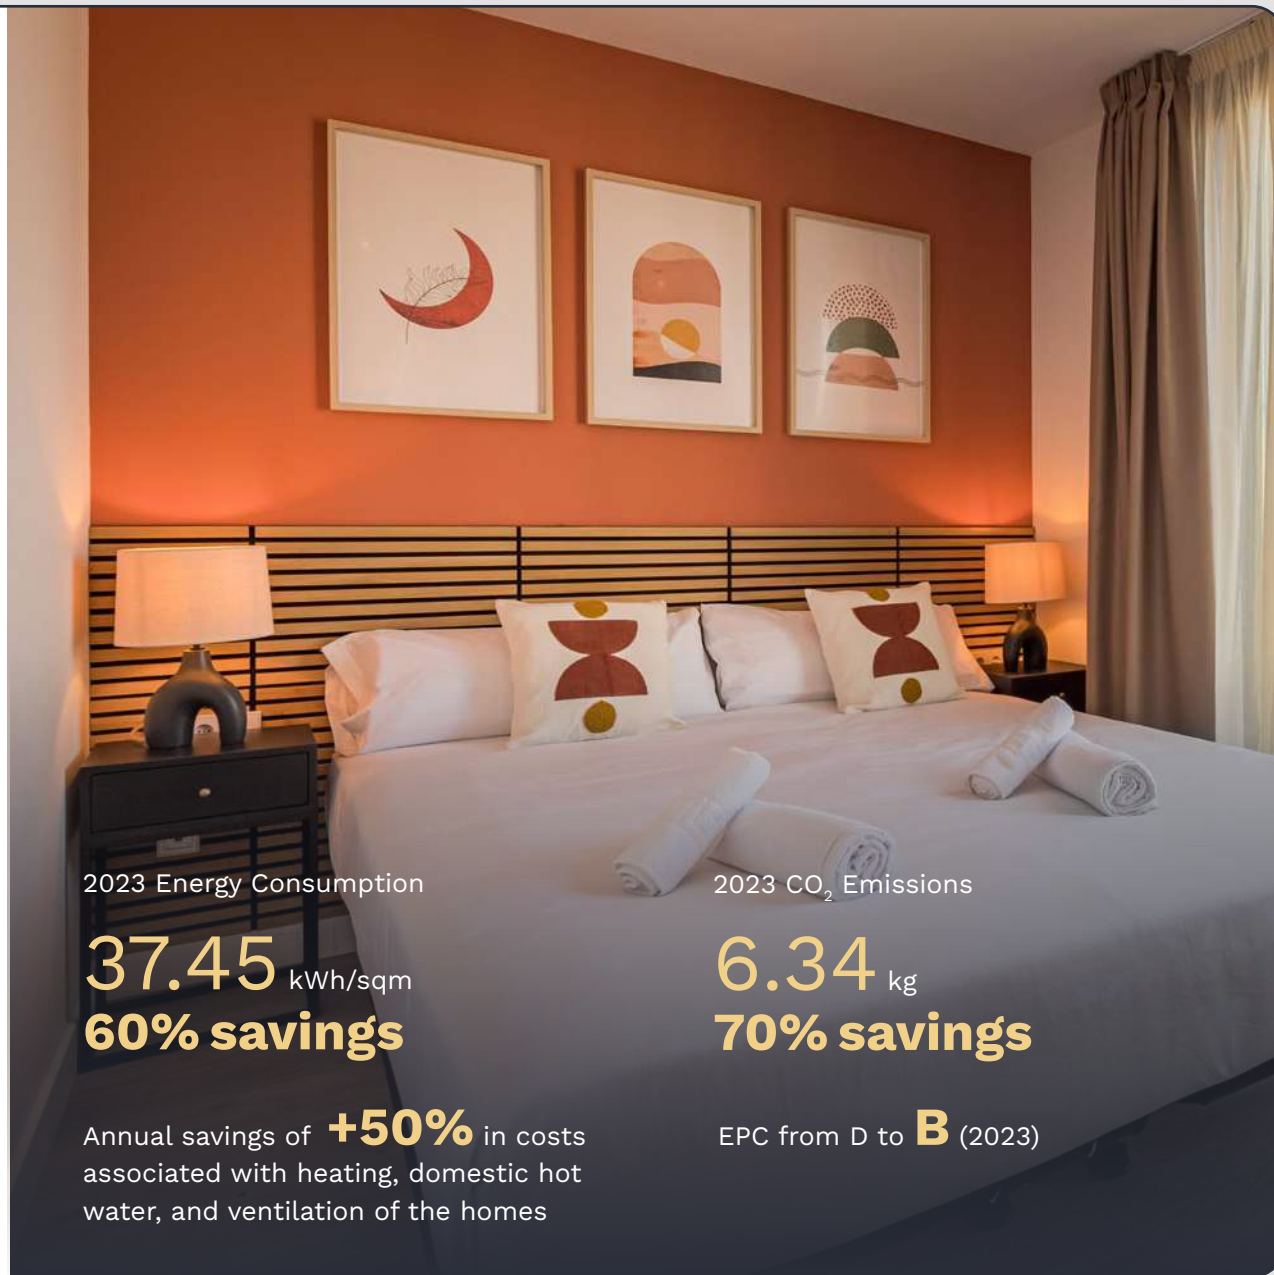 2023 Energy Consumption
37.45 kWh/sqm
60% savings
Annual savings of +50% in costs
associated with heating, domestic hot
water, and ventilation of the homes
2023 CO₂ Emissions
6.34 kg
70% savings
EPC from D to B (2023)